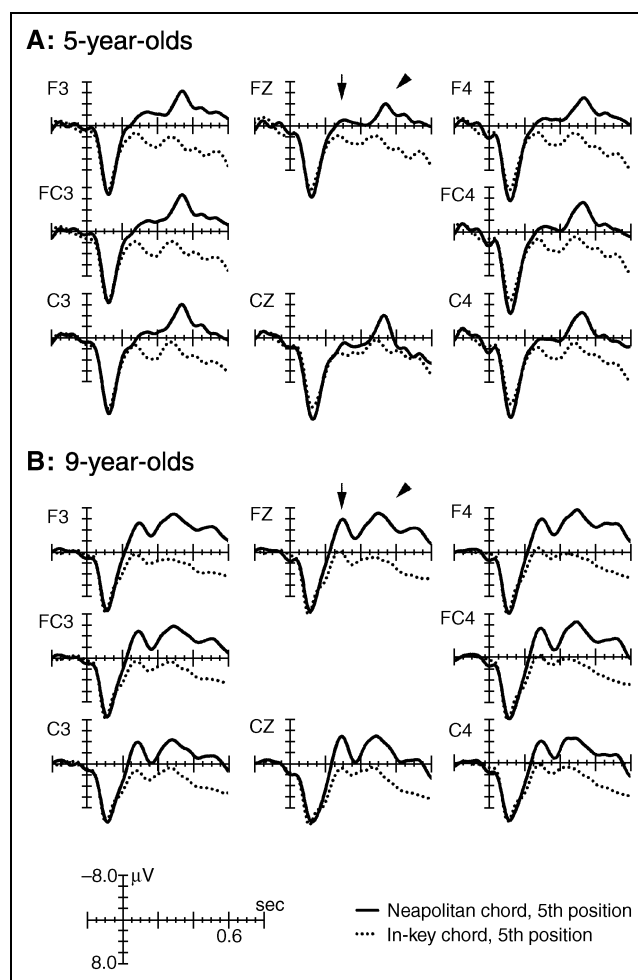 A: 5-year-olds
F3 FZ F4
FC3 FC4
C3 CZ C4
B: 9-year-olds
F3 FZ F4
FC3 FC4
C3 CZ C4
−8.0 μV
sec
0.6
8.0
Neapolitan chord, 5th position
In-key chord, 5th position